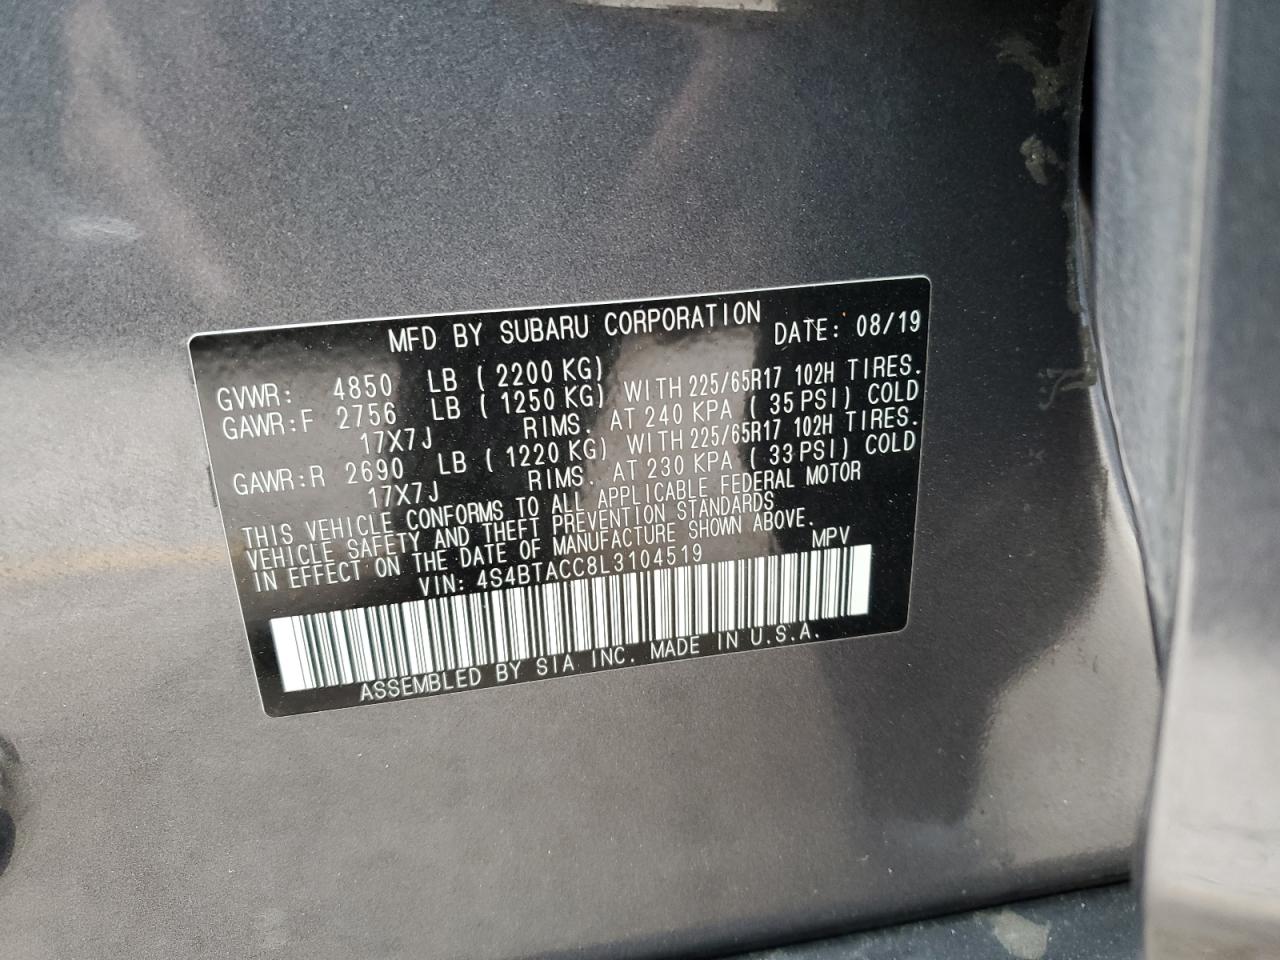 MFD BY SUBARU CORPORATION DATE: 08/19
GVWR: 4850 LB ( 2200 KG)
GAWR:F 2756 LB ( 1250 KG) WITH 225/65R17 102H TIRES.
17X7J RIMS. AT 240 KPA ( 35 PSI) COLD
GAWR:R 2690 LB ( 1220 KG) WITH 225/65R17 102H TIRES.
17X7J RIMS. AT 230 KPA ( 33 PSI) COLD
THIS VEHICLE CONFORMS TO ALL APPLICABLE FEDERAL MOTOR
VEHICLE SAFETY AND THEFT PREVENTION STANDARDS
IN EFFECT ON THE DATE OF MANUFACTURE SHOWN ABOVE.
VIN: 4S4BTACC8L3104519 MPV
ASSEMBLED BY SIA INC. MADE IN U.S.A.